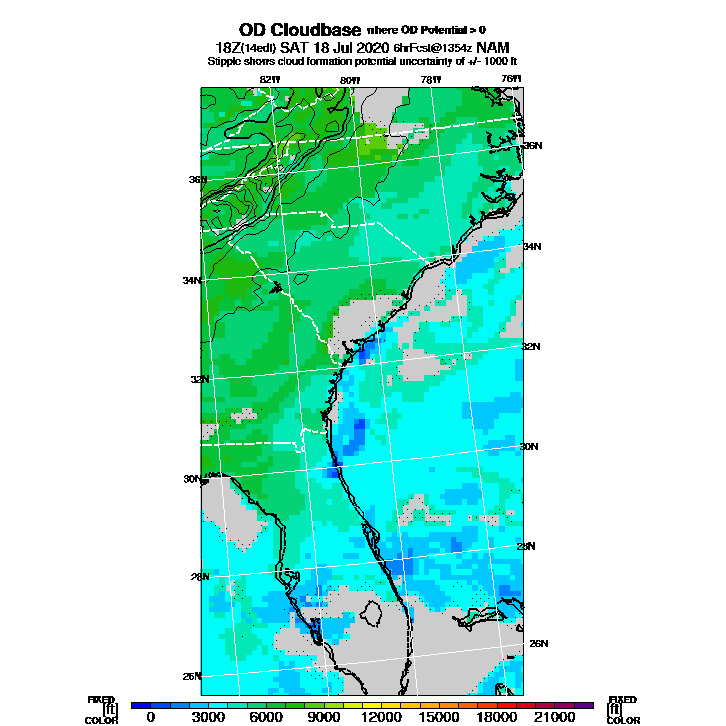 OD Cloudbase where OD Potential > 0
18Z(14edt) SAT 18 Jul 2020 6hrFcst@1354z NAM
Stipple shows cloud formation potential uncertainty of +/- 1000 ft
82W 80W 78W 76W
36N
36N
34N
34N
32N
32N
30N
30N
28N
28N
26N
26N
FIXED FIXED
[ft] 0 3000 6000 9000 12000 15000 18000 21000 [ft]
COLOR COLOR